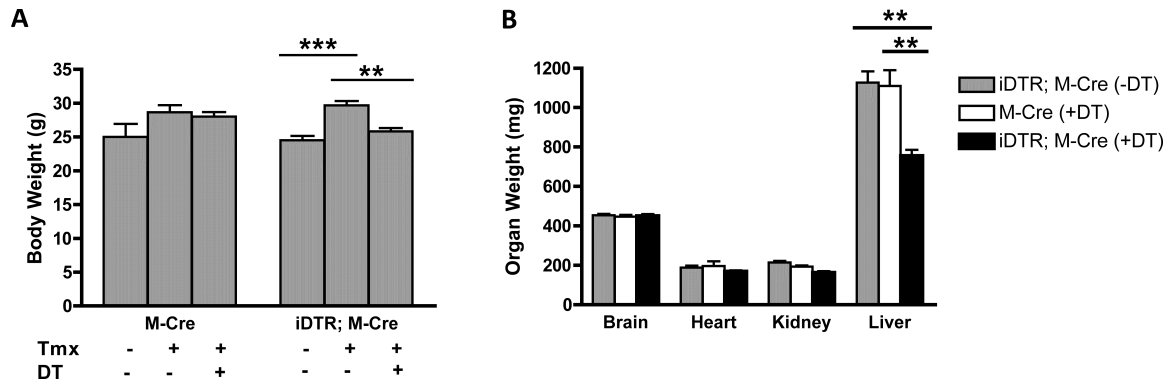 A
***
**
Body Weight (g)
35
30
25
20
15
10
5
0
M-Cre
iDTR; M-Cre
Tmx - + + - + +
DT - - + - - +
B
**
**
Organ Weight (mg)
1200
1000
800
600
400
200
0
Brain
Heart
Kidney
Liver
iDTR; M-Cre (-DT)
M-Cre (+DT)
iDTR; M-Cre (+DT)